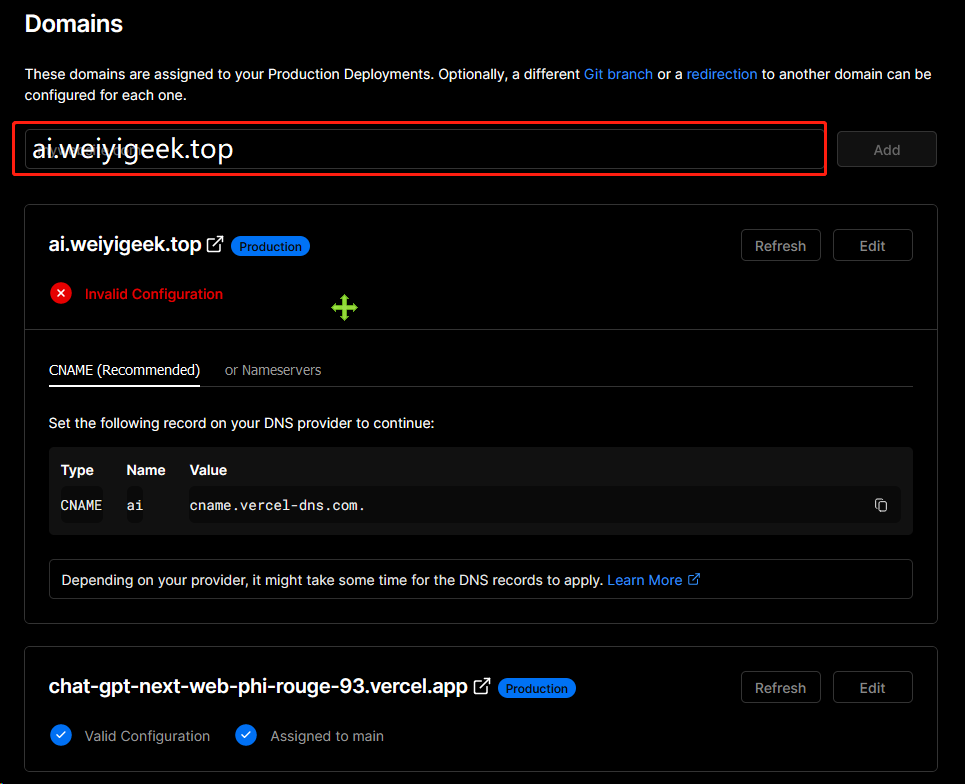 Domains
These domains are assigned to your Production Deployments. Optionally, a different Git branch or a redirection to another domain can be
configured for each one.
ai.weiyigeek.top
Add
ai.weiyigeek.top Production Refresh Edit
Invalid Configuration
CNAME (Recommended) or Nameservers
Set the following record on your DNS provider to continue:
Type Name Value
CNAME ai cname.vercel-dns.com.
Depending on your provider, it might take some time for the DNS records to apply. Learn More
chat-gpt-next-web-phi-rouge-93.vercel.app Production Refresh Edit
Valid Configuration Assigned to main